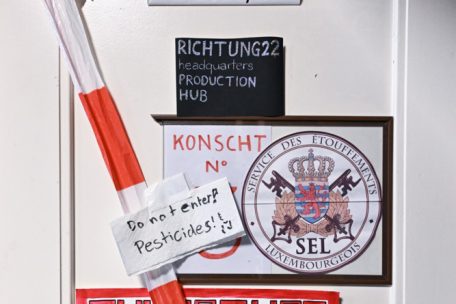 RICHTUNG22
headquarters
PRODUCTION
HUB
KONSCHT
N°
SERVICE DES ÉTOUFFEMENTS
SEL
LUXEMBOURGEOIS
Do not enter!
Pesticides!